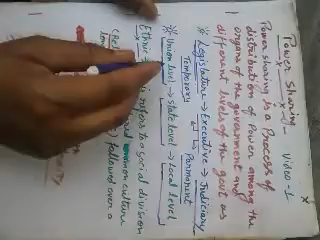 Power Sharing Video - 1
Power sharing is a Process of
distribution of Power among the
organs of the government and
different levels of the govt as
※ Legislature → Executive → Judiciary
Temporary Permanent
※ Union level → State level → Local level
Ethnic refers to a social division
culture
followed over a